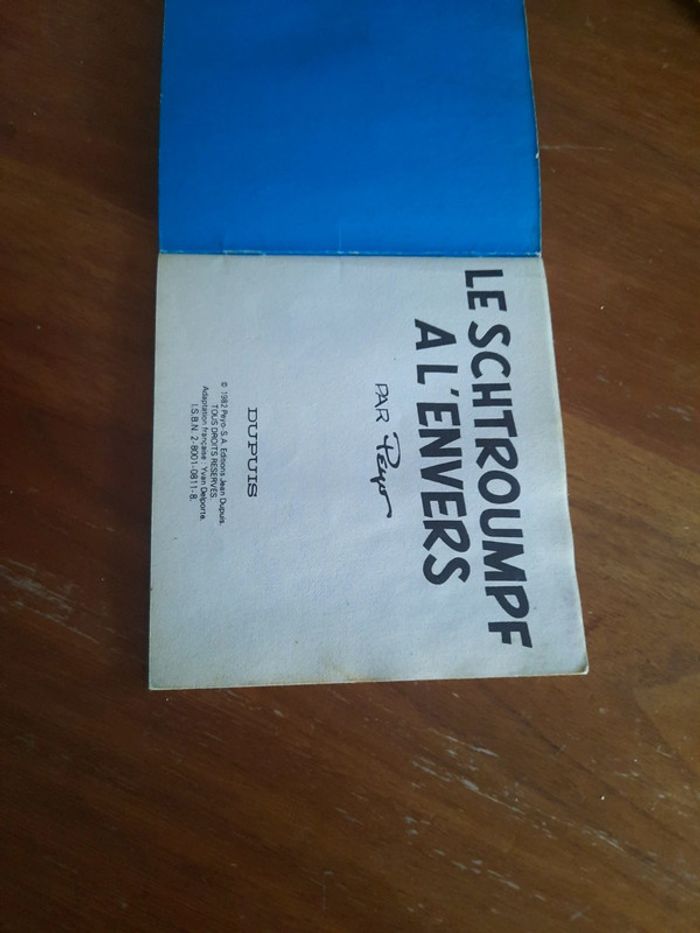 LE SCHTROUMPF
A L'ENVERS
PAR Peyo
DUPUIS
© 1982 Peyo-S.A. Editions Jean Dupuis.
TOUS DROITS RESERVES.
Adaptation française : Yvan Delporte.
I.S.B.N. 2-8001-0811-8.